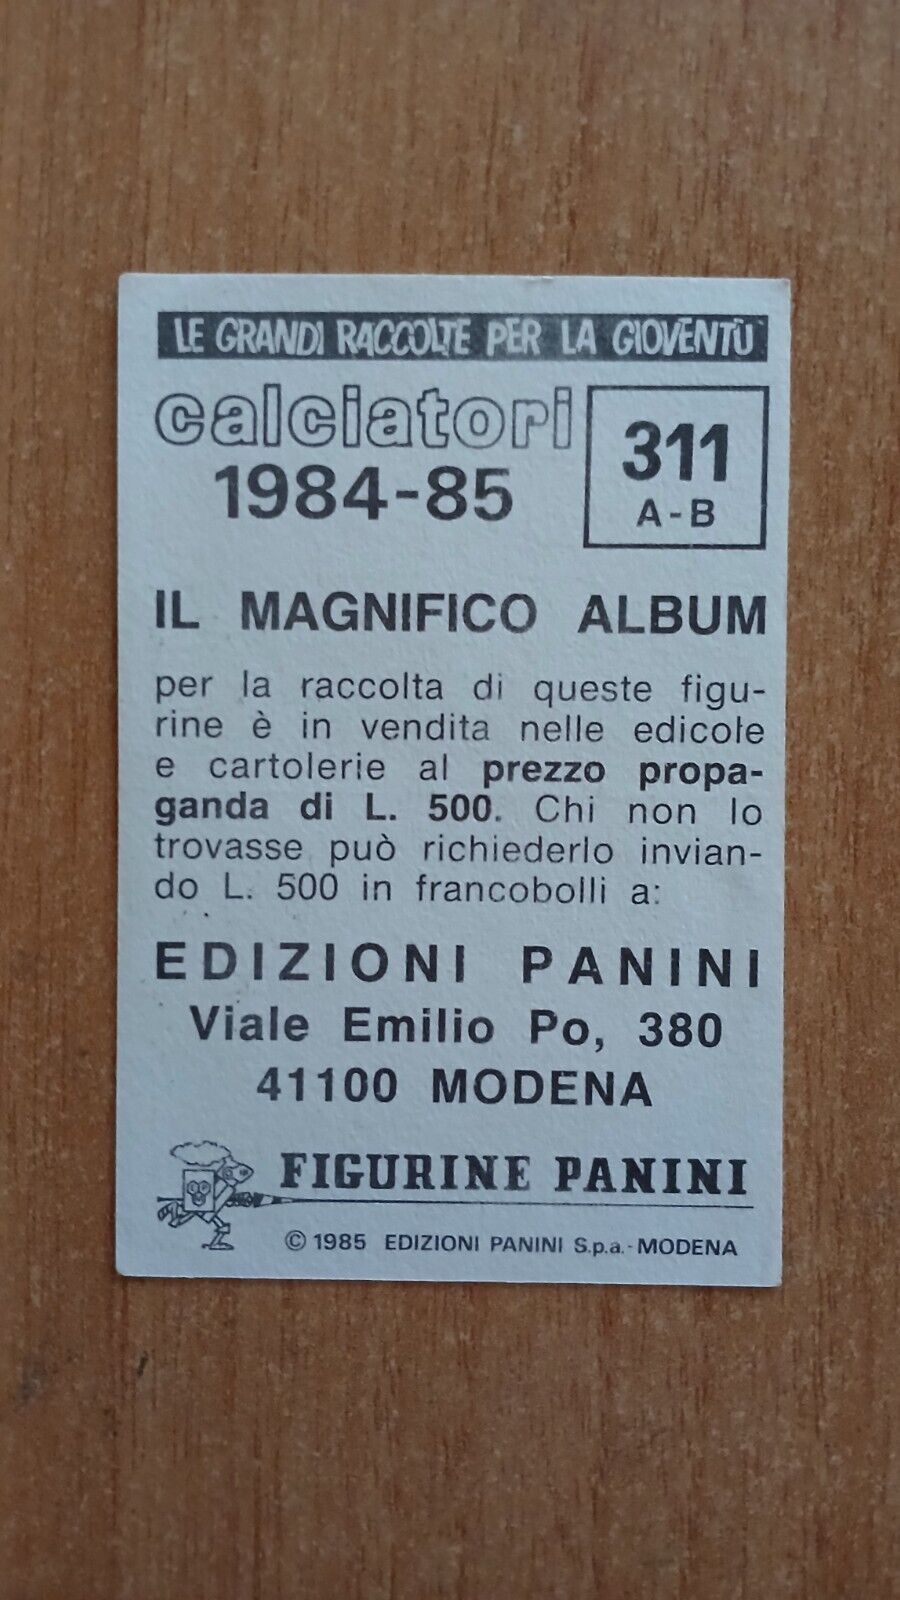 LE GRANDI RACCOLTE PER LA GIOVENTÙ
calciatori
1984-85
311
A-B
IL MAGNIFICO ALBUM
per la raccolta di queste figu-
rine è in vendita nelle edicole
e cartolerie al prezzo propa-
ganda di L. 500. Chi non lo
trovasse può richiederlo invian-
do L. 500 in francobolli a:
EDIZIONI PANINI
Viale Emilio Po, 380
41100 MODENA
FIGURINE PANINI
© 1985 EDIZIONI PANINI S.p.a.-MODENA